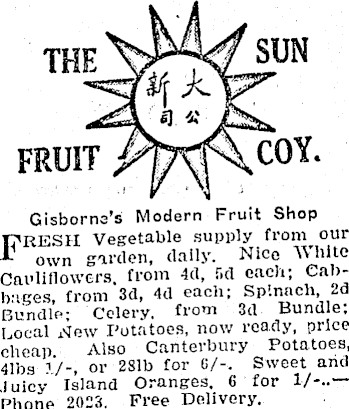 THE SUN
新 大
司 公
FRUIT COY.
Gisborne's Modern Fruit Shop
FRESH Vegetable supply from our
own garden, daily. Nice White
Cauliflowers, from 4d, 5d each; Cab-
bages, from 3d, 4d each; Spinach, 2d
Bundle; Celery, from 3d Bundle;
Local New Potatoes, now ready, price
cheap. Also Canterbury Potatoes,
4lbs 1/-, or 28lb for 6/-. Sweet and
Juicy Island Oranges, 6 for 1/-.—
Phone 2023. Free Delivery.